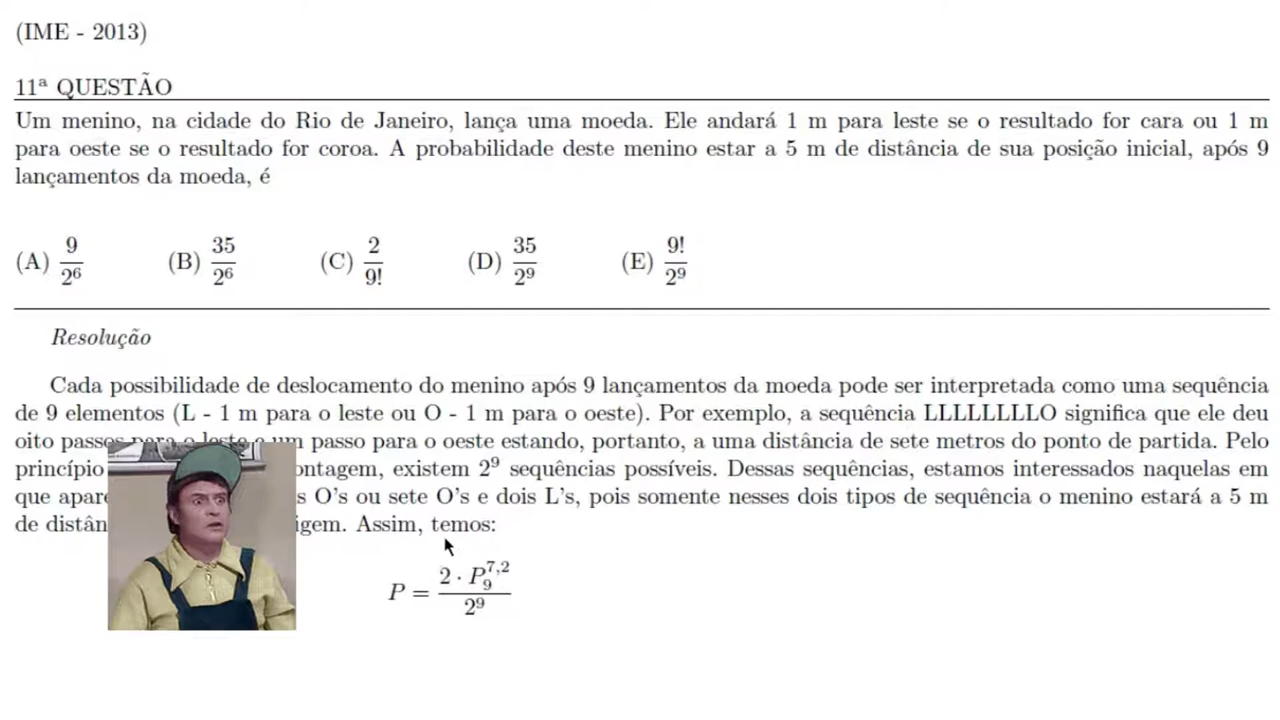 (IME - 2013)
11ª QUESTÃO
Um menino, na cidade do Rio de Janeiro, lança uma moeda. Ele andará 1 m para leste se o resultado for cara ou 1 m
para oeste se o resultado for coroa. A probabilidade deste menino estar a 5 m de distância de sua posição inicial, após 9
lançamentos da moeda, é
(A) 9/2⁶ (B) 35/2⁶ (C) 2/9! (D) 35/2⁹ (E) 9!/2⁹
Resolução
Cada possibilidade de deslocamento do menino após 9 lançamentos da moeda pode ser interpretada como uma sequência
de 9 elementos (L - 1 m para o leste ou O - 1 m para o oeste). Por exemplo, a sequência LLLLLLLLO significa que ele deu
oito passos para o leste e um passo para o oeste estando, portanto, a uma distância de sete metros do ponto de partida. Pelo
princípio ontagem, existem 2⁹ sequências possíveis. Dessas sequências, estamos interessados naquelas em
que apare s O's ou sete O's e dois L's, pois somente nesses dois tipos de sequência o menino estará a 5 m
de distân igem. Assim, temos:
P = 2 · P₉^{7,2} / 2⁹